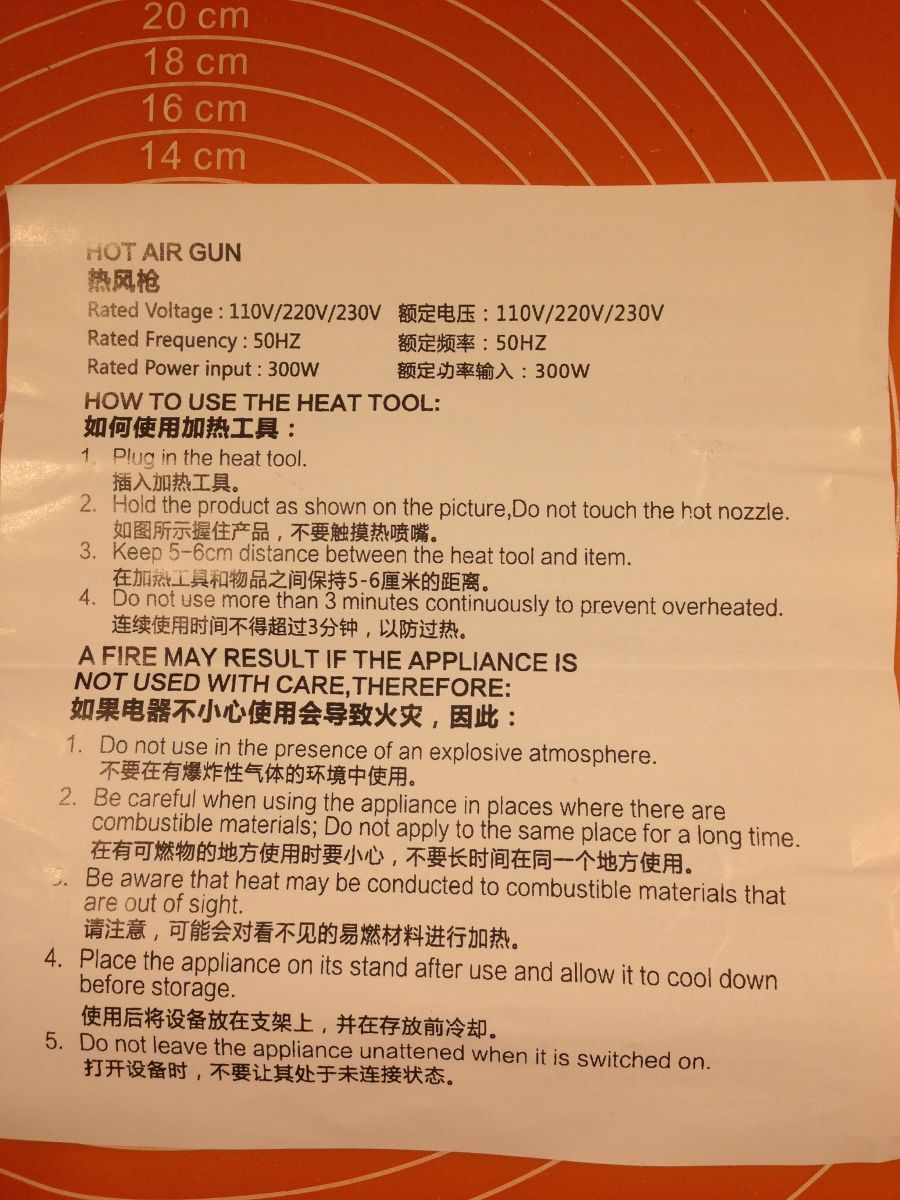 20 cm
18 cm
16 cm
14 cm
HOT AIR GUN
热风枪
Rated Voltage : 110V/220V/230V 额定电压：110V/220V/230V
Rated Frequency : 50HZ 额定频率：50HZ
Rated Power input : 300W 额定功率输入：300W
HOW TO USE THE HEAT TOOL:
如何使用加热工具：
1. Plug in the heat tool.
插入加热工具。
2. Hold the product as shown on the picture,Do not touch the hot nozzle.
如图所示握住产品，不要触摸热喷嘴。
3. Keep 5-6cm distance between the heat tool and item.
在加热工具和物品之间保持5-6厘米的距离。
4. Do not use more than 3 minutes continuously to prevent overheated.
连续使用时间不得超过3分钟，以防过热。
A FIRE MAY RESULT IF THE APPLIANCE IS
NOT USED WITH CARE,THEREFORE:
如果电器不小心使用会导致火灾，因此：
1. Do not use in the presence of an explosive atmosphere.
不要在有爆炸性气体的环境中使用。
2. Be careful when using the appliance in places where there are
combustible materials; Do not apply to the same place for a long time.
在有可燃物的地方使用时要小心，不要长时间在同一个地方使用。
3. Be aware that heat may be conducted to combustible materials that
are out of sight.
请注意，可能会对看不见的易燃材料进行加热。
4. Place the appliance on its stand after use and allow it to cool down
before storage.
使用后将设备放在支架上，并在存放前冷却。
5. Do not leave the appliance unattened when it is switched on.
打开设备时，不要让其处于未连接状态。